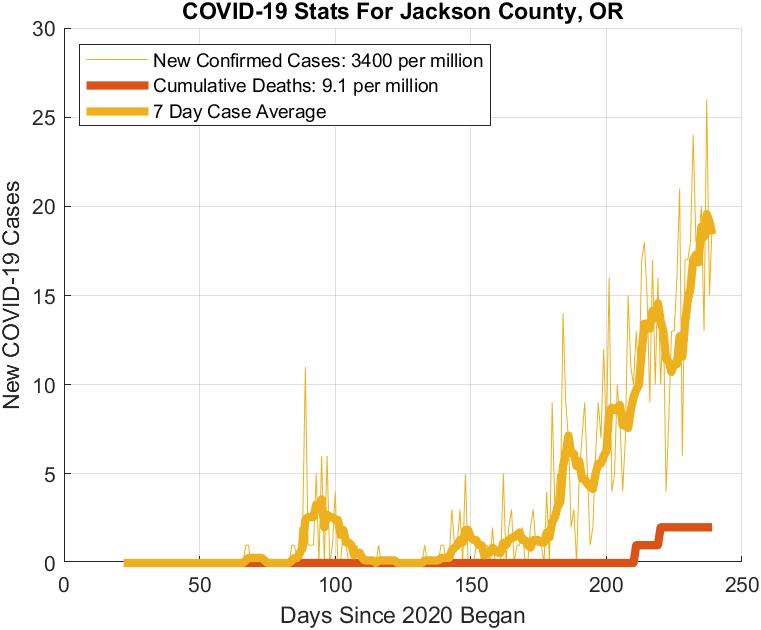 COVID-19 Stats For Jackson County, OR
30
New Confirmed Cases: 3400 per million
Cumulative Deaths: 9.1 per million
7 Day Case Average
25
20
15
10
5
0
New COVID-19 Cases
0 50 100 150 200 250
Days Since 2020 Began